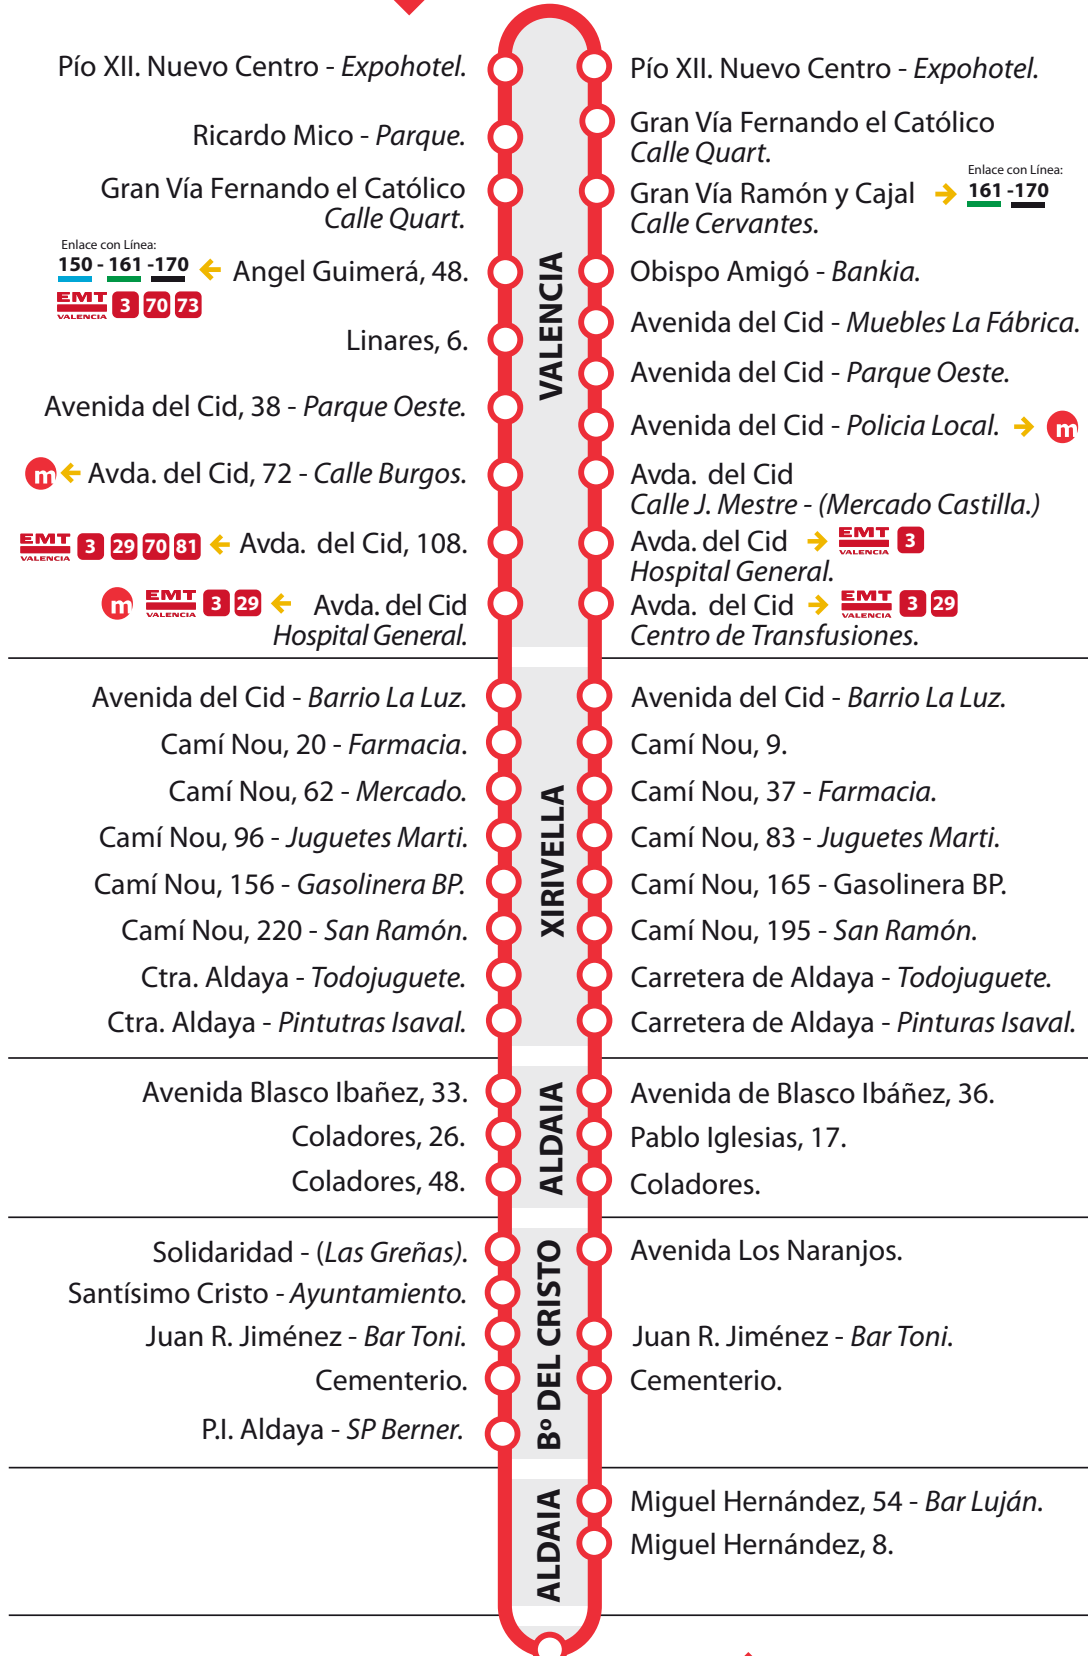 Pío XII. Nuevo Centro - Expohotel.
Ricardo Mico - Parque.
Gran Vía Fernando el Católico
Calle Quart.
Enlace con Línea:
150 - 161 -170
Angel Guimerá, 48.
EMT VALENCIA 3 70 73
Linares, 6.
Avenida del Cid, 38 - Parque Oeste.
m Avda. del Cid, 72 - Calle Burgos.
EMT VALENCIA 3 29 70 81 Avda. del Cid, 108.
m EMT VALENCIA 3 29 Avda. del Cid
Hospital General.
Pío XII. Nuevo Centro - Expohotel.
Gran Vía Fernando el Católico
Calle Quart.
Enlace con Línea:
Gran Vía Ramón y Cajal 161 -170
Calle Cervantes.
Obispo Amigó - Bankia.
Avenida del Cid - Muebles La Fábrica.
Avenida del Cid - Parque Oeste.
Avenida del Cid - Policia Local. m
Avda. del Cid
Calle J. Mestre - (Mercado Castilla.)
Avda. del Cid EMT VALENCIA 3
Hospital General.
Avda. del Cid EMT VALENCIA 3 29
Centro de Transfusiones.
VALENCIA
Avenida del Cid - Barrio La Luz.
Camí Nou, 20 - Farmacia.
Camí Nou, 62 - Mercado.
Camí Nou, 96 - Juguetes Marti.
Camí Nou, 156 - Gasolinera BP.
Camí Nou, 220 - San Ramón.
Ctra. Aldaya - Todojuguete.
Ctra. Aldaya - Pintutras Isaval.
XIRIVELLA
Avenida del Cid - Barrio La Luz.
Camí Nou, 9.
Camí Nou, 37 - Farmacia.
Camí Nou, 83 - Juguetes Marti.
Camí Nou, 165 - Gasolinera BP.
Camí Nou, 195 - San Ramón.
Carretera de Aldaya - Todojuguete.
Carretera de Aldaya - Pinturas Isaval.
Avenida Blasco Ibañez, 33.
Coladores, 26.
Coladores, 48.
ALDAIA
Avenida de Blasco Ibáñez, 36.
Pablo Iglesias, 17.
Coladores.
Solidaridad - (Las Greñas).
Santísimo Cristo - Ayuntamiento.
Juan R. Jiménez - Bar Toni.
Cementerio.
P.I. Aldaya - SP Berner.
Bº DEL CRISTO
Avenida Los Naranjos.
Juan R. Jiménez - Bar Toni.
Cementerio.
ALDAIA
Miguel Hernández, 54 - Bar Luján.
Miguel Hernández, 8.